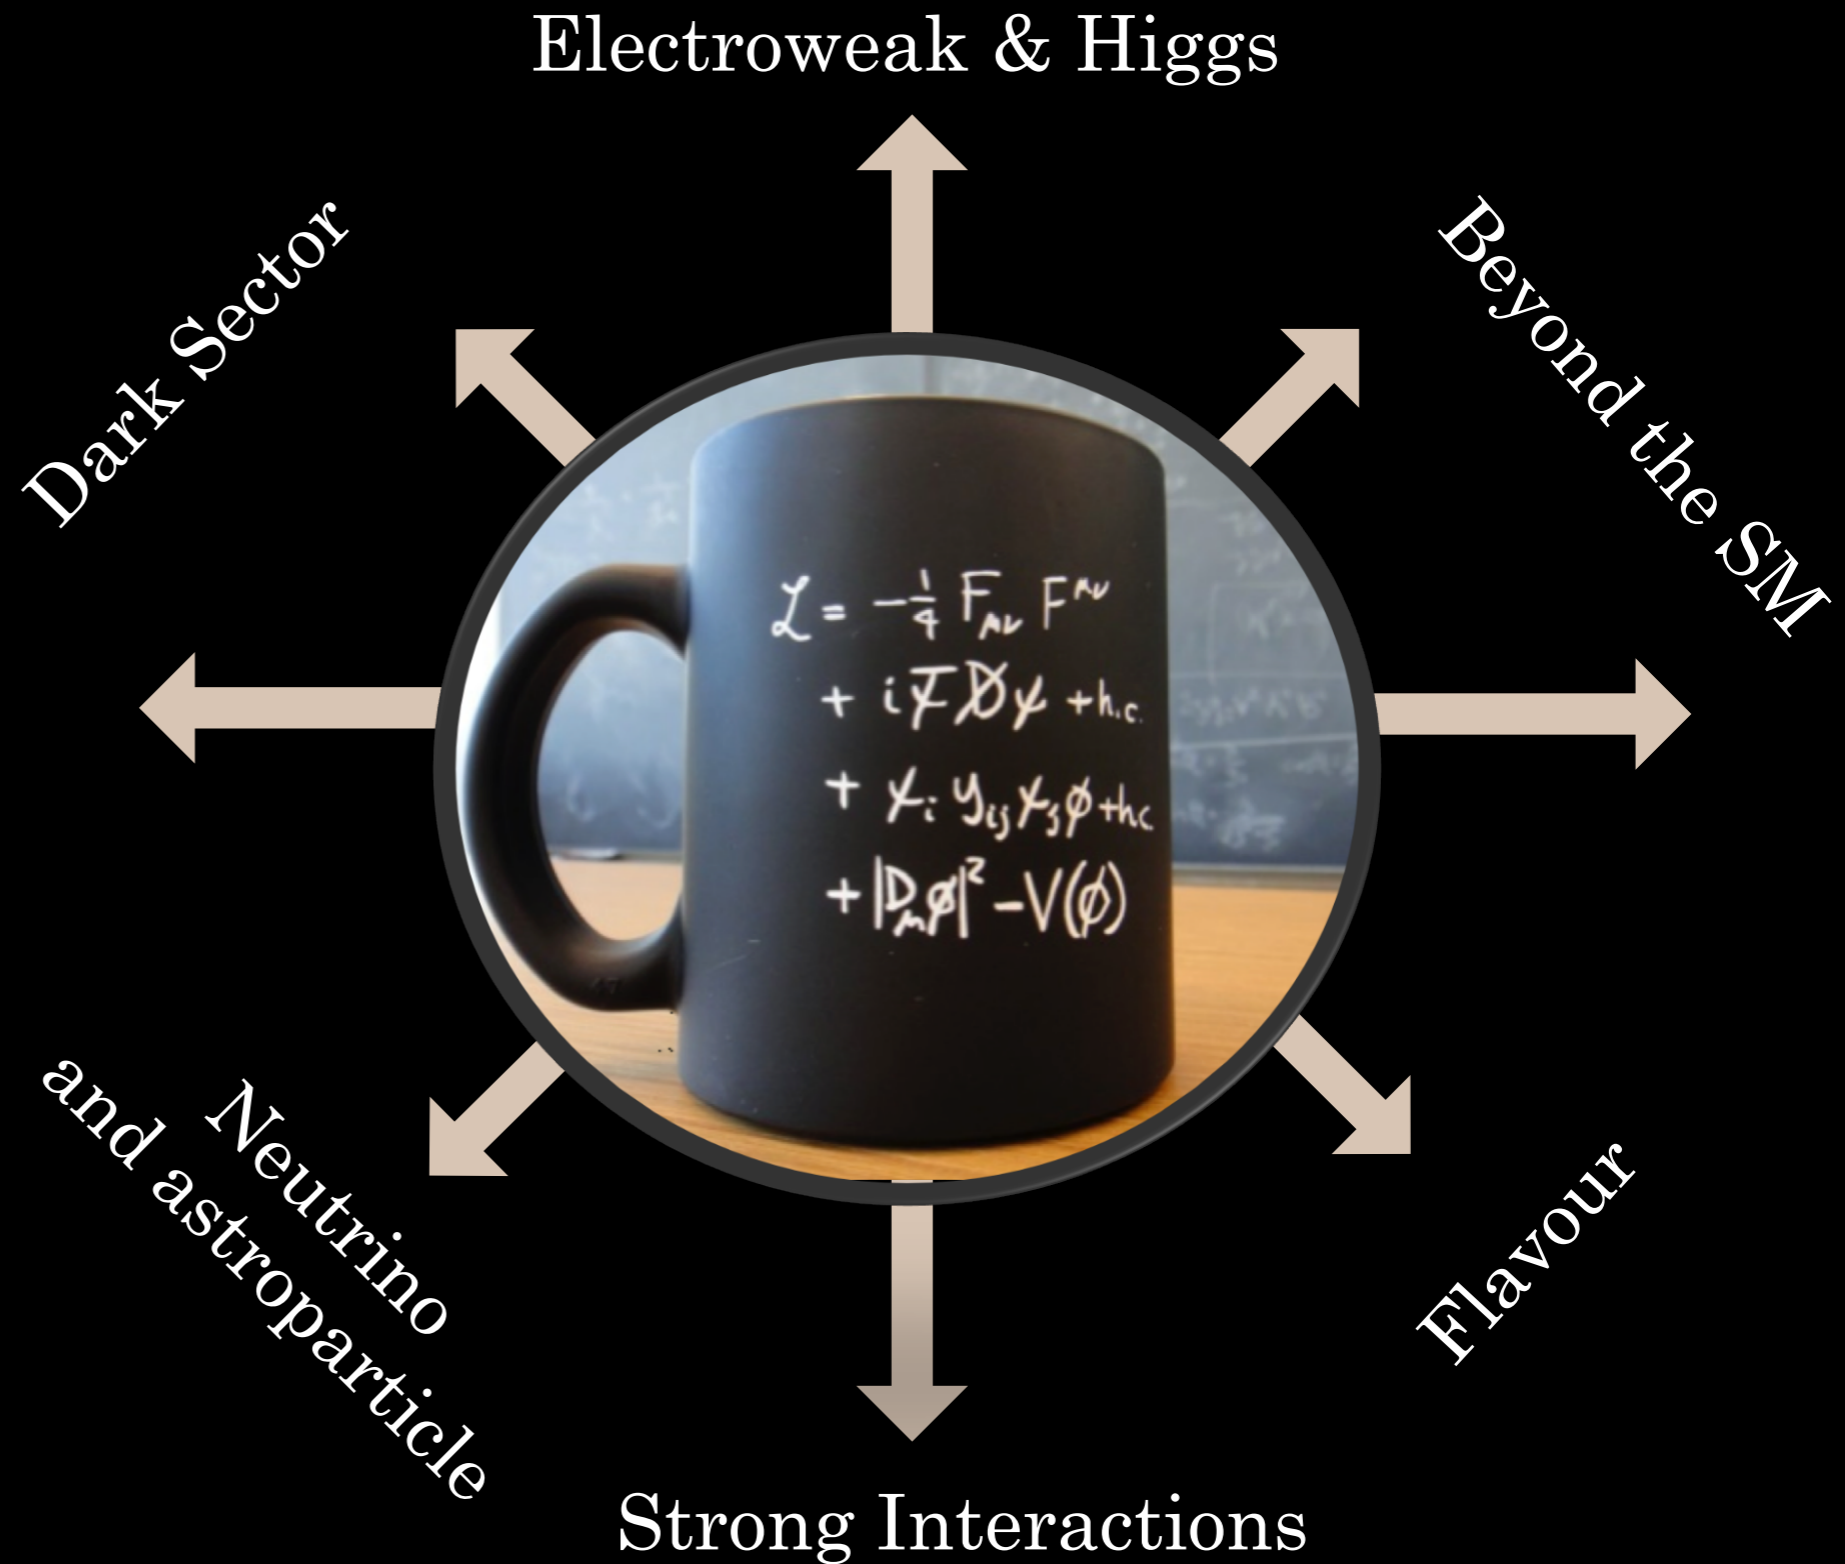 Electroweak & Higgs
Dark Sector
Beyond the SM
ℒ = -¼ F_μν F^μν
+ iψ̄D̸ψ + h.c.
+ ψ_i y_ij ψ_j ϕ + h.c
+ |D_μϕ|² - V(ϕ)
Neutrino
and astroparticle
Flavour
Strong Interactions